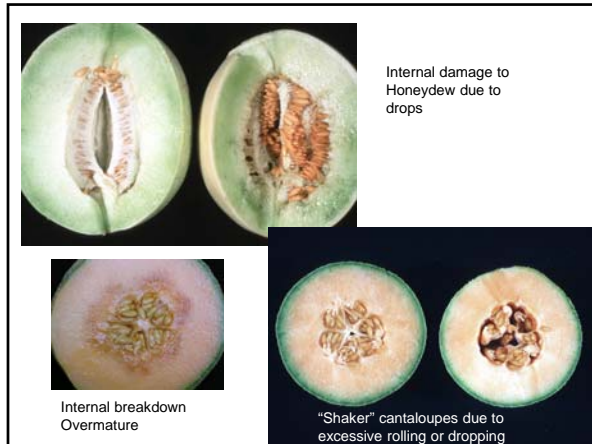 Internal damage to
Honeydew due to
drops
Internal breakdown
Overmature
“Shaker” cantaloupes due to
excessive rolling or dropping